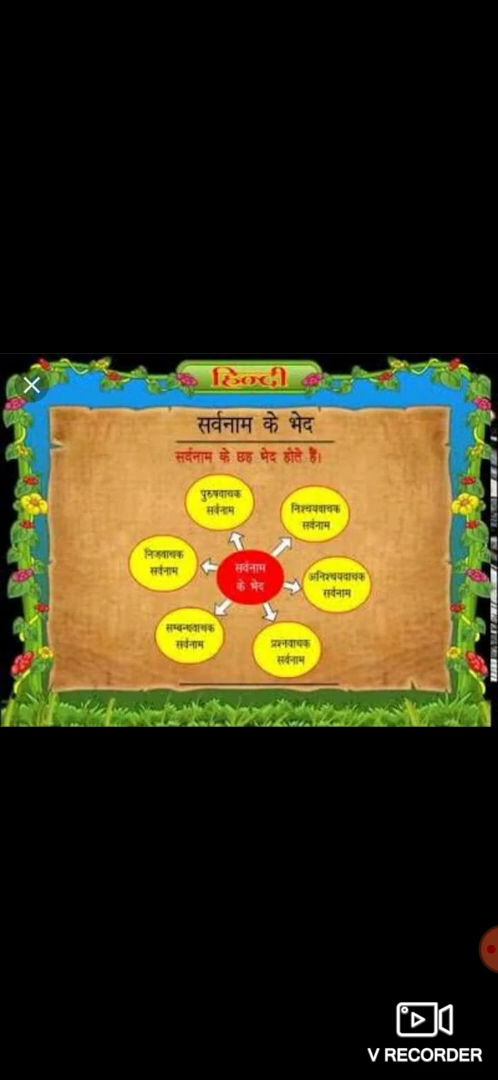 हिन्दी
सर्वनाम के भेद
सर्वनाम के छह भेद होते हैं।
पुरुषवाचक
सर्वनाम
निश्चयवाचक
सर्वनाम
निजवाचक
सर्वनाम
सर्वनाम
के भेद
अनिश्चयवाचक
सर्वनाम
सम्बन्धवाचक
सर्वनाम
प्रश्नवाचक
सर्वनाम
V RECORDER